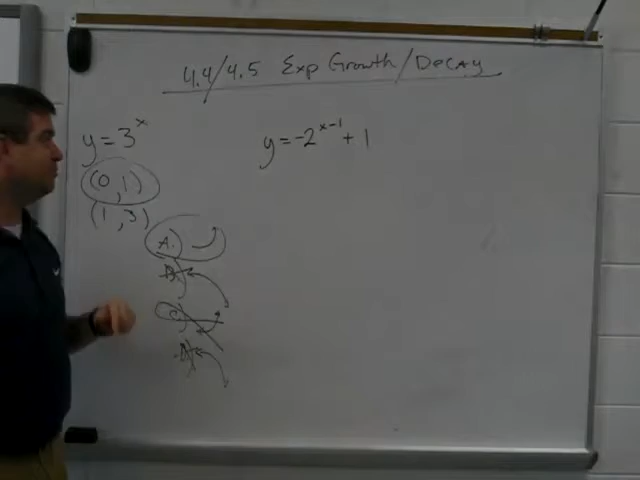 4.4/4.5 Exp Growth/Decay
y = 3^x
(0, 1)
(1, 3)
A.)
B.)
C.)
D.)
y = -2^{x-1} + 1